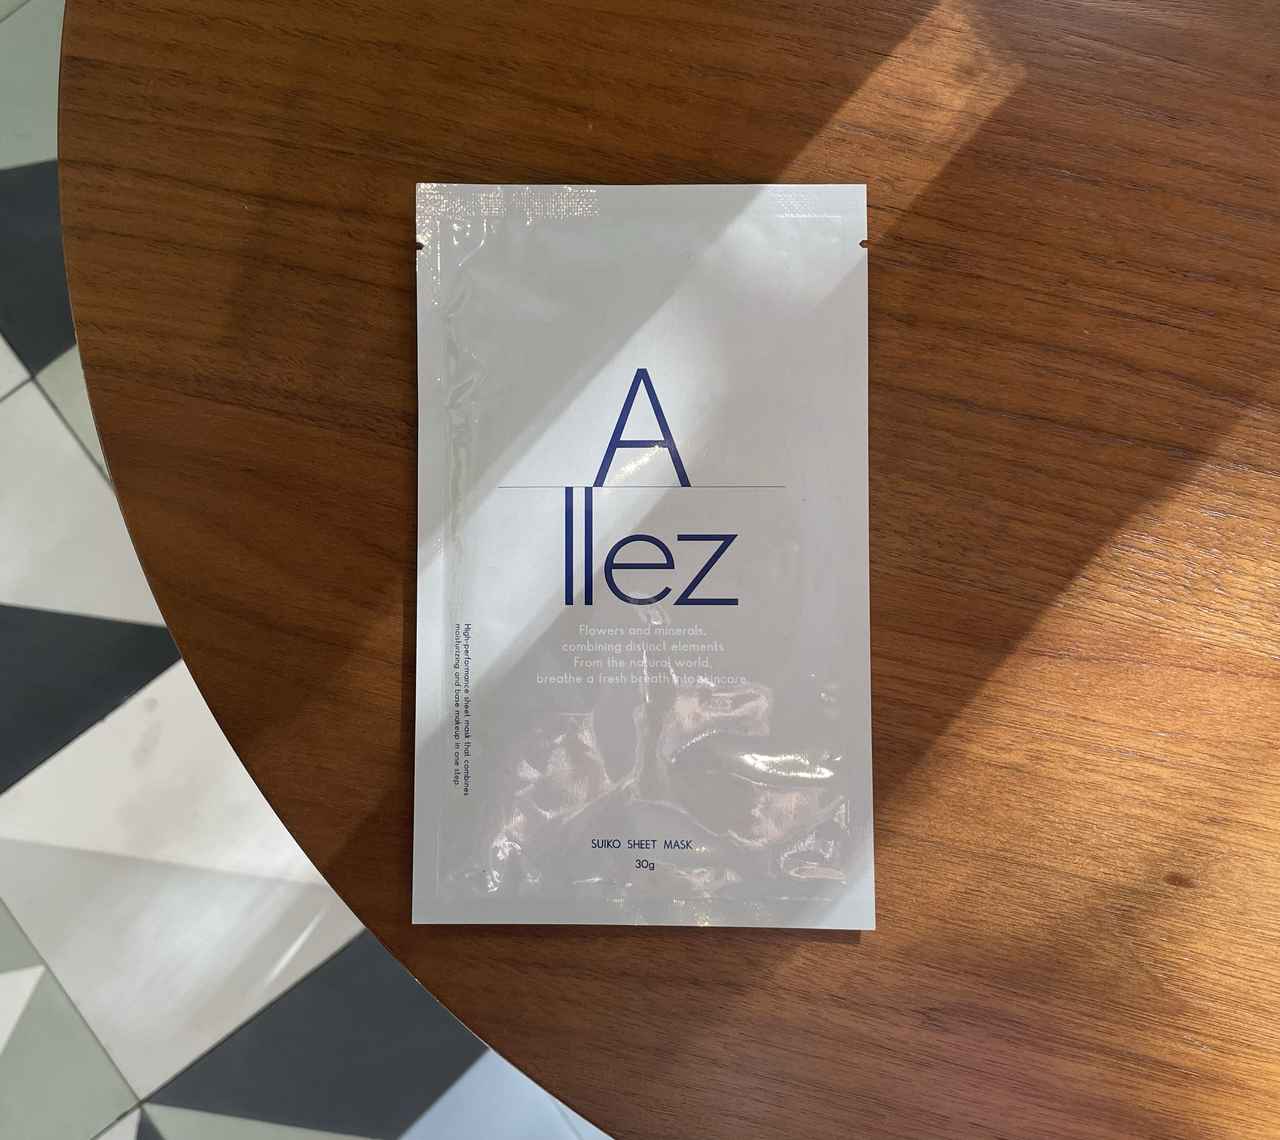 A
llez
Flowers and minerals,
combining distinct elements
From the natural world,
breathe a fresh breath into skincare.
High-performance sheet mask that combines
moisturizing and base makeup in one step.
SUIKO SHEET MASK
30g